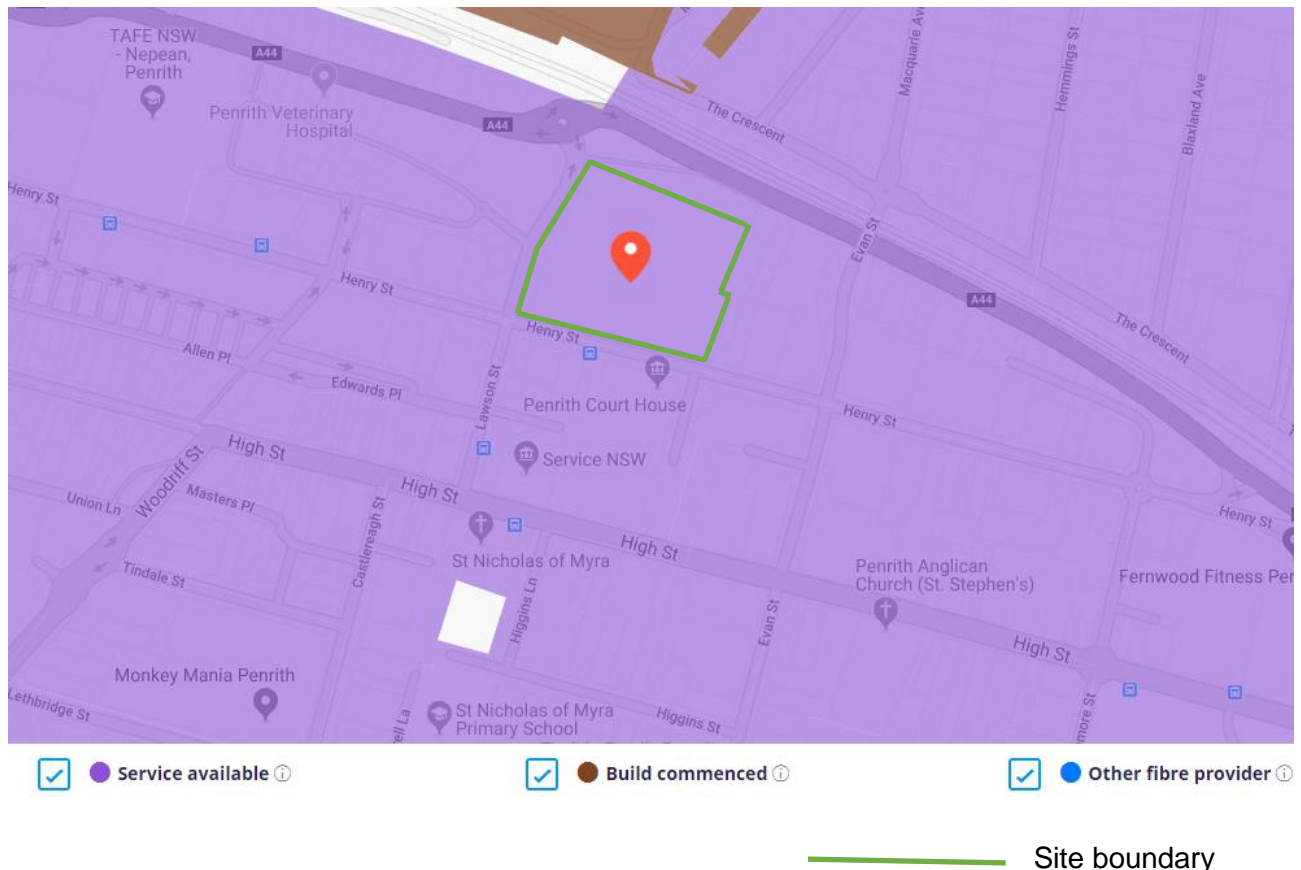 TAFE NSW
- Nepean,
Penrith
A44
Penrith Veterinary
Hospital
A44
The Crescent
Macquarie Av
Hemmings St
Blaxland Ave
Henry St
Henry St
Henry St
Evan St
A44
The Crescent
Allen Pl
Edwards Pl
Lawson St
Penrith Court House
Henry St
High St
Service NSW
Woodriff St
Union Ln
Masters Pl
High St
Castlereagh St
St Nicholas of Myra
High St
Henry St
Tindale St
Higgins Ln
Penrith Anglican
Church (St. Stephen's)
Fernwood Fitness Per
Evan St
High St
Monkey Mania Penrith
Lethbridge St
ell La
St Nicholas of Myra
Primary School
Higgins St
more St
Service available
Build commenced
Other fibre provider
Site boundary